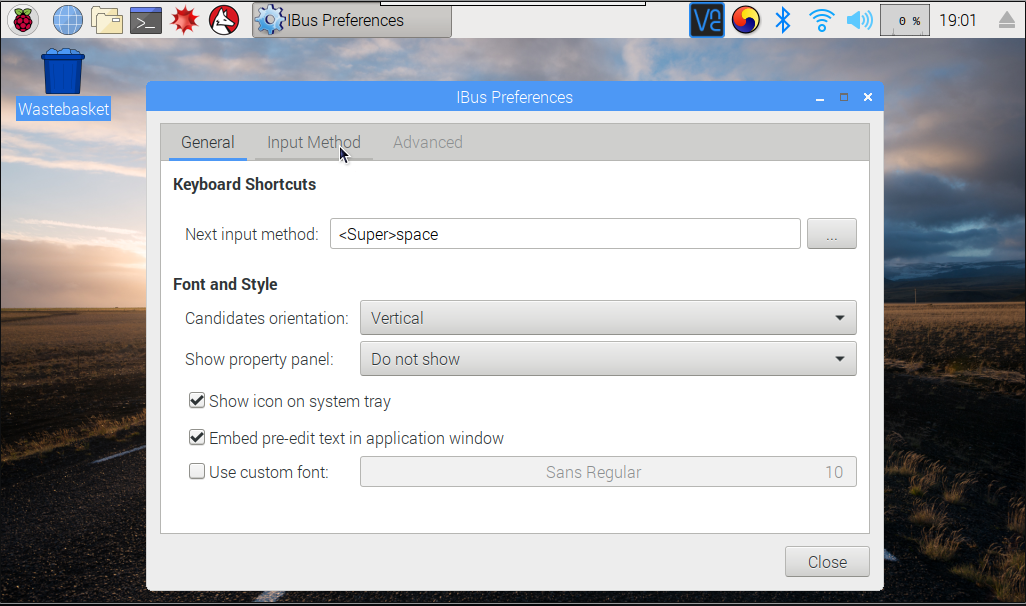 IBus Preferences
V2
0 %
19:01
Wastebasket
IBus Preferences
General Input Method Advanced
Keyboard Shortcuts
Next input method: <Super>space ...
Font and Style
Candidates orientation: Vertical
Show property panel: Do not show
Show icon on system tray
Embed pre-edit text in application window
Use custom font: Sans Regular 10
Close